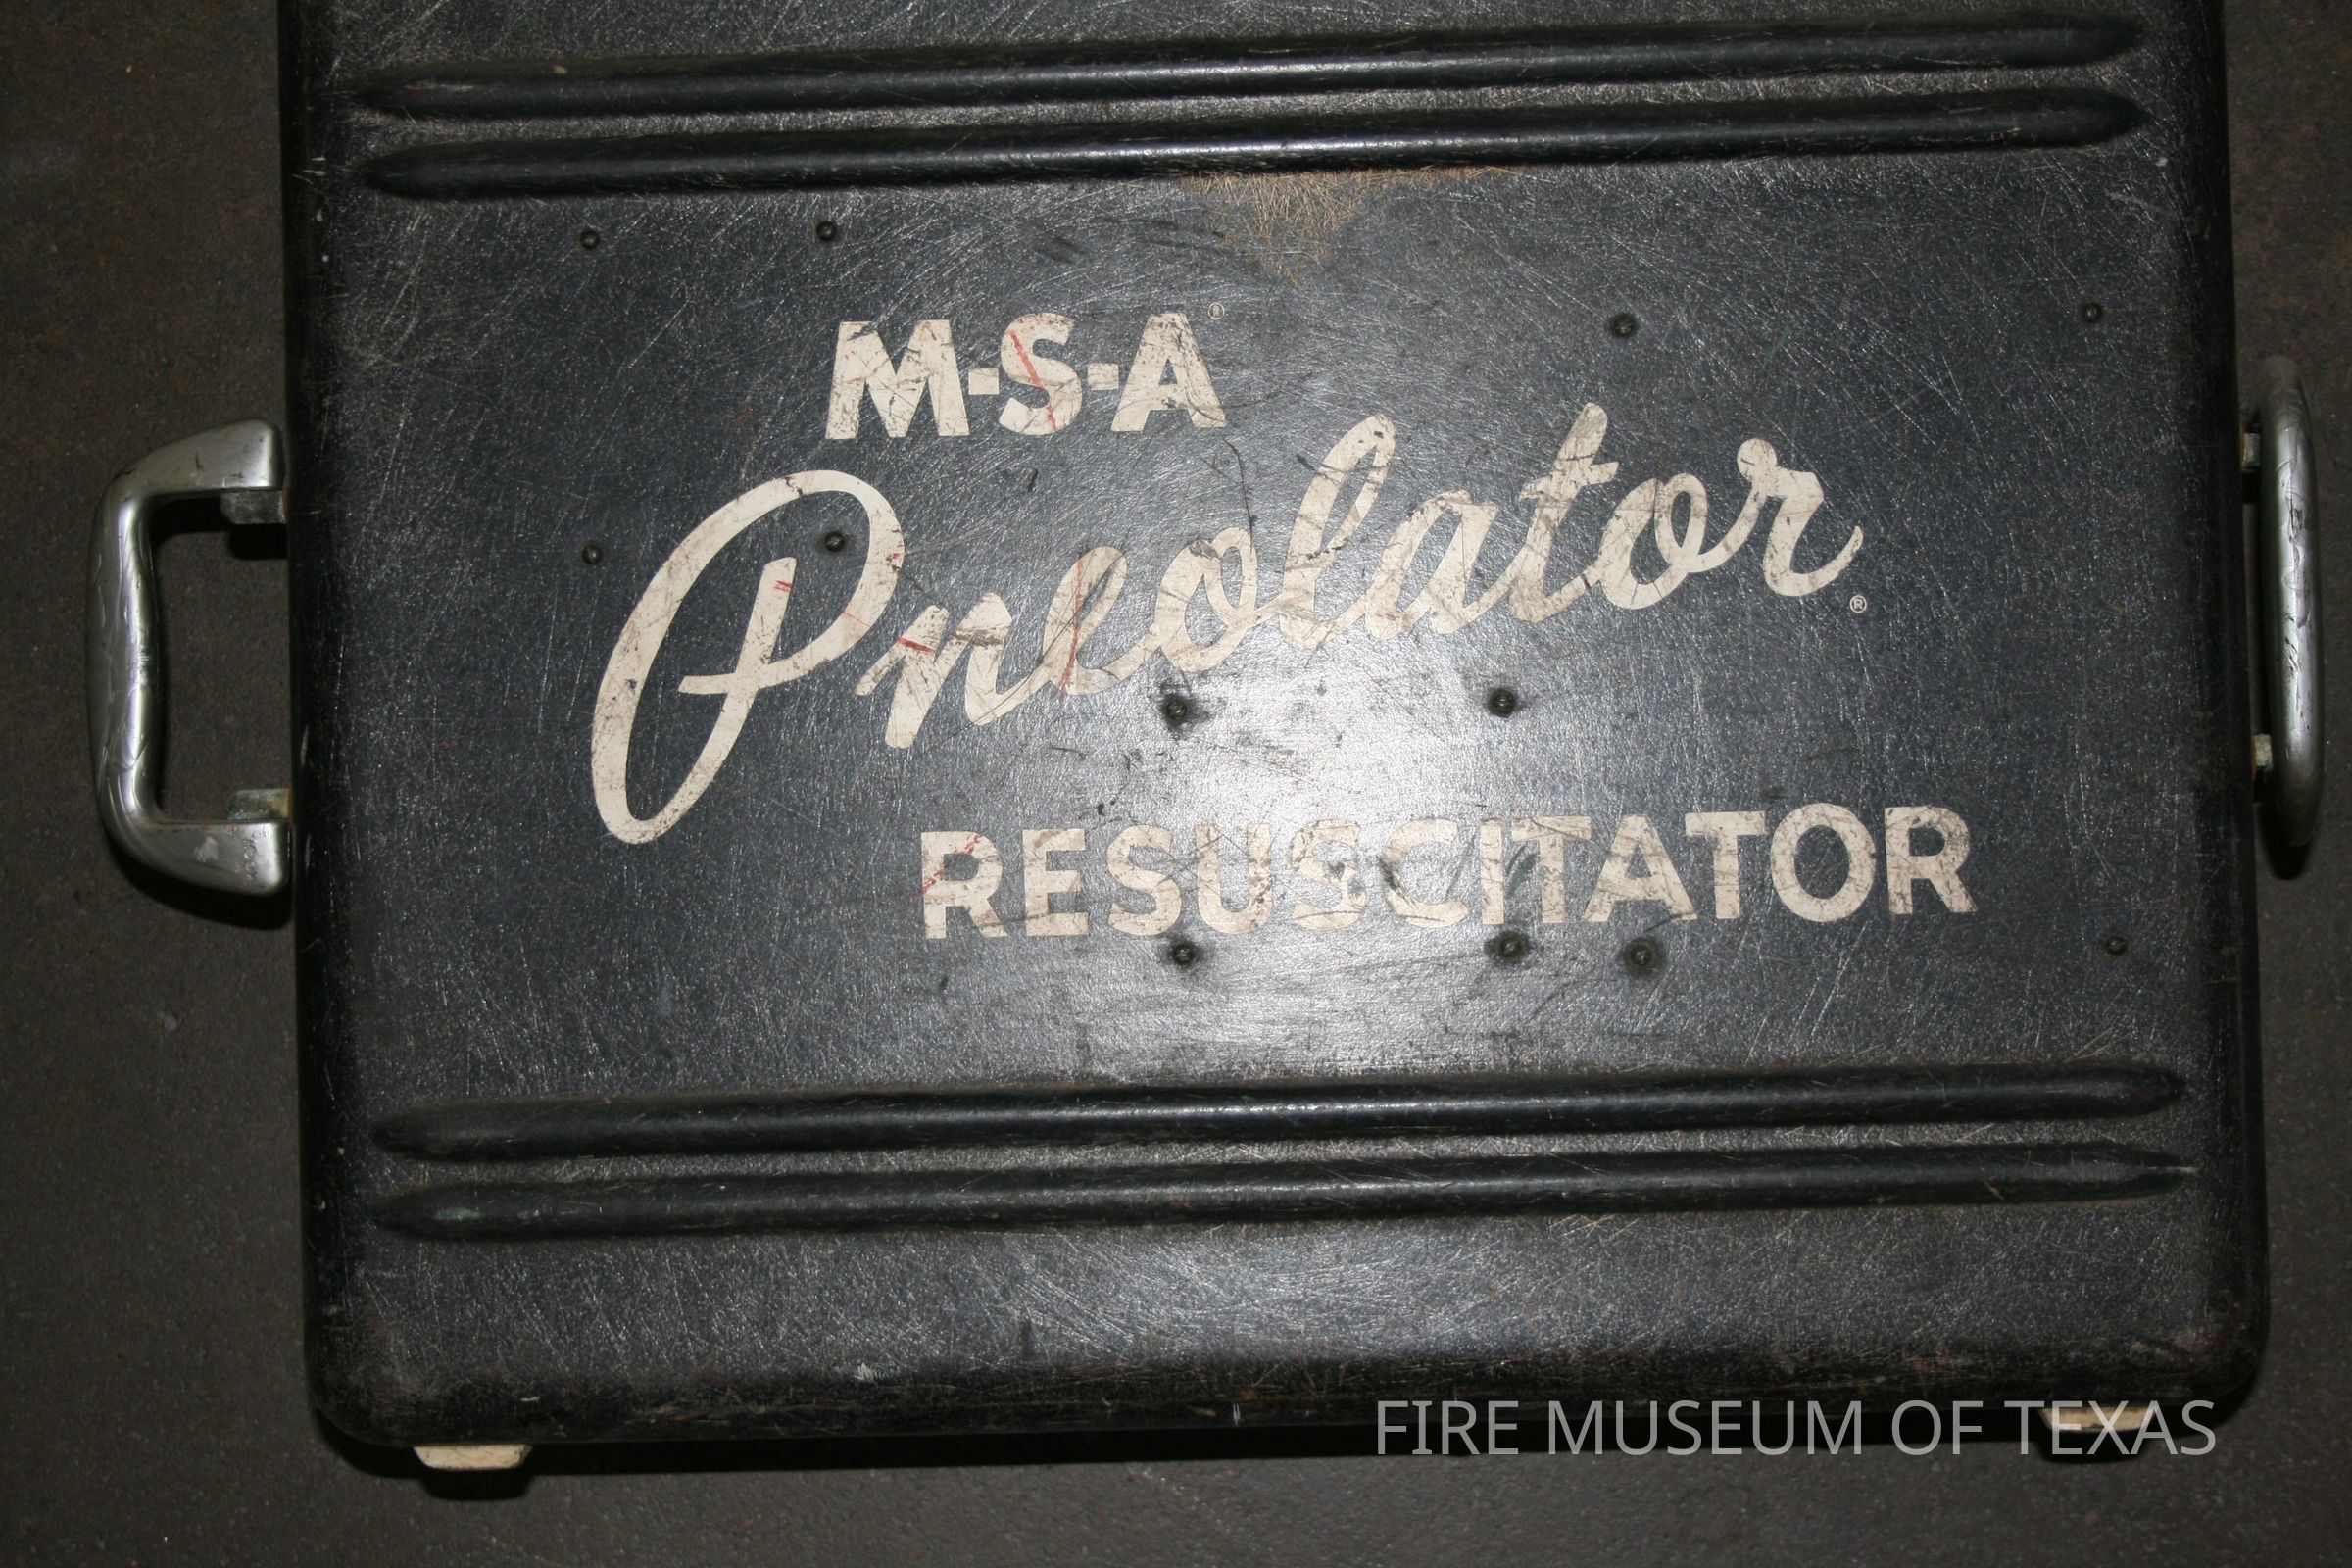 M-S-A®
Pneolator®
RESUSCITATOR
FIRE MUSEUM OF TEXAS